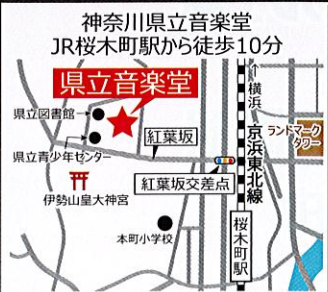 神奈川県立音楽堂
JR桜木町駅から徒歩10分
県立音楽堂
県立図書館
県立青少年センター
紅葉坂
伊勢山皇大神宮
紅葉坂交差点
本町小学校
↑横浜
京浜東北線
ランドマーク
タワー
桜木町駅